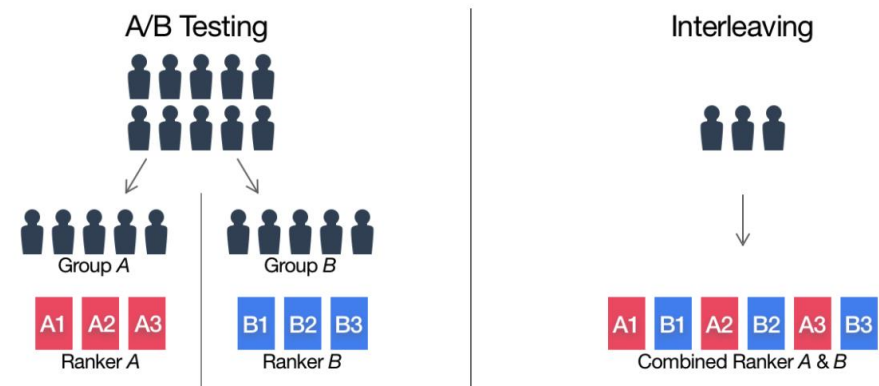 A/B Testing
Group A
Group B
A1 A2 A3
B1 B2 B3
Ranker A
Ranker B
Interleaving
A1 B1 A2 B2 A3 B3
Combined Ranker A & B